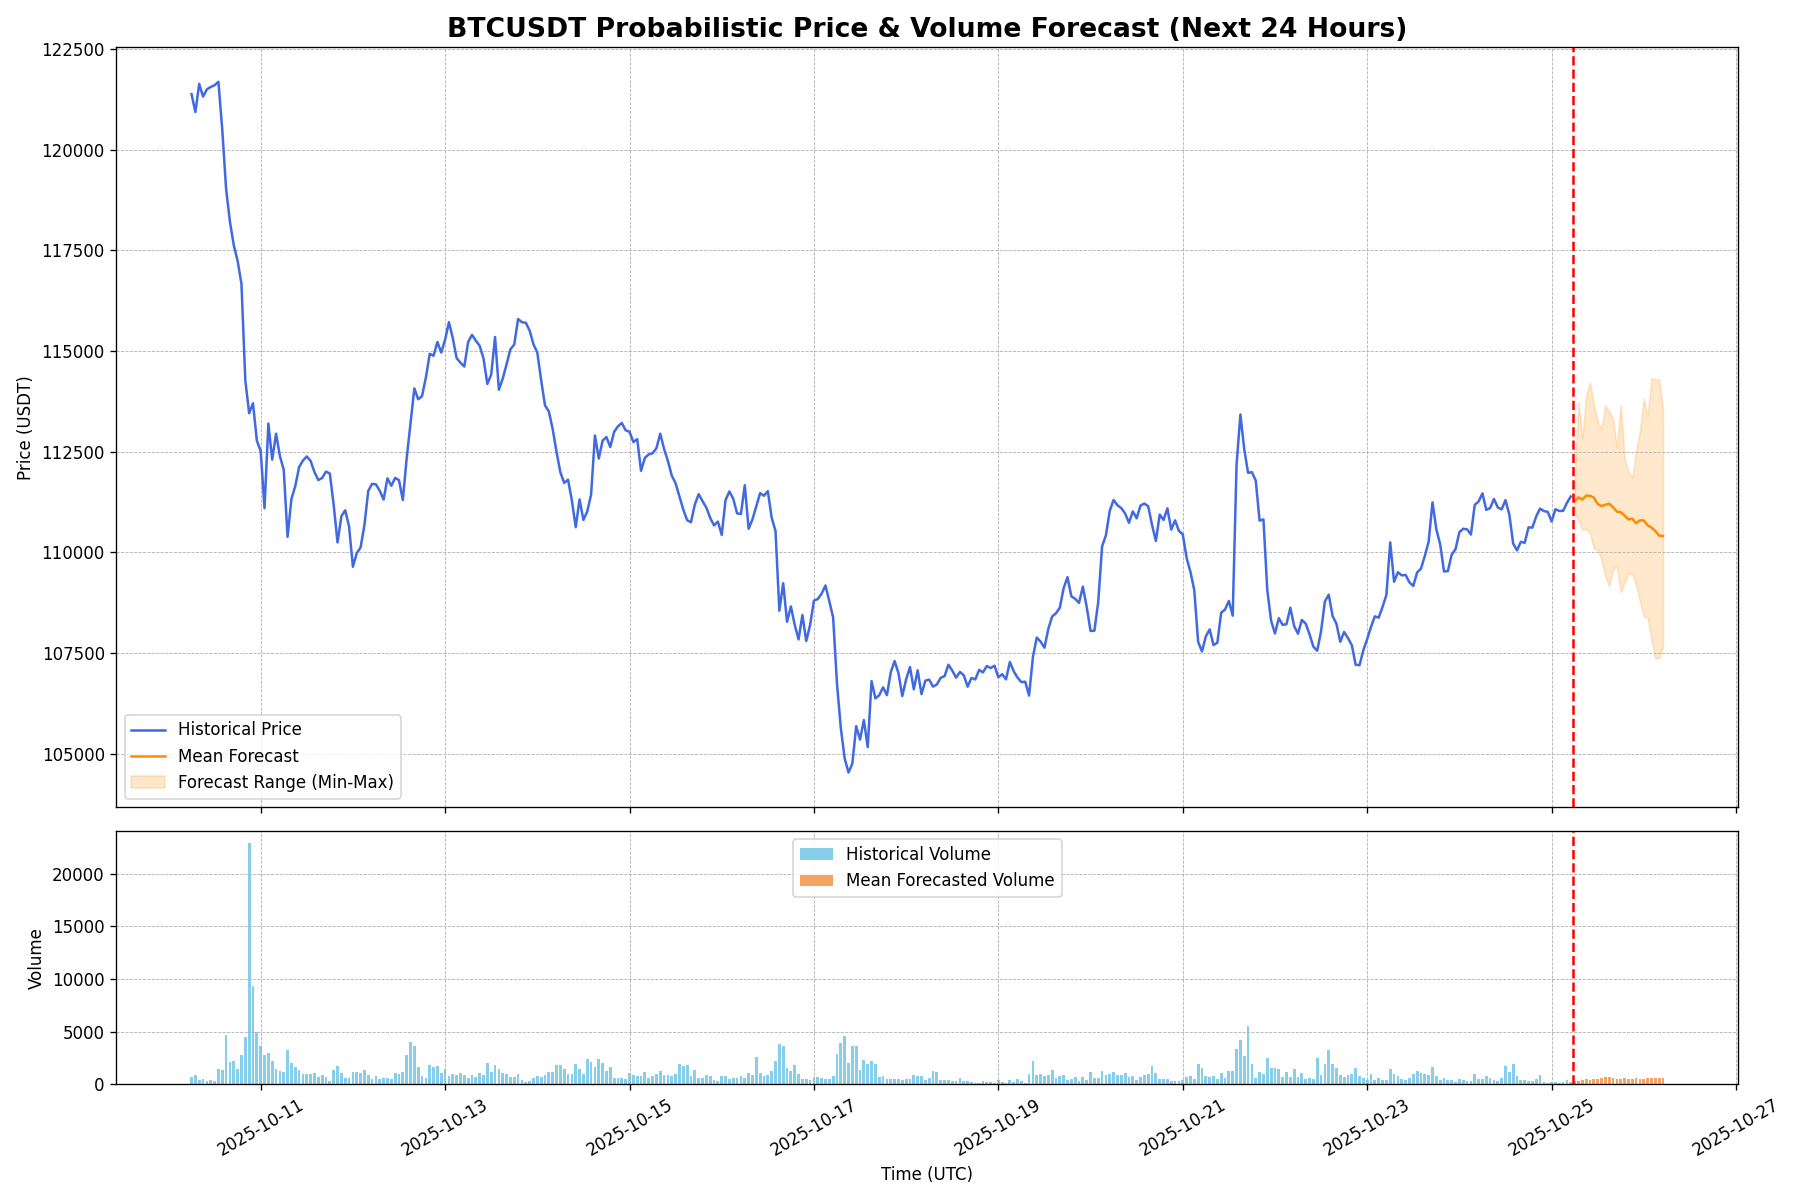 BTCUSDT Probabilistic Price & Volume Forecast (Next 24 Hours)
122500
120000
117500
115000
112500
110000
107500
105000
Price (USDT)
Historical Price
Mean Forecast
Forecast Range (Min-Max)
20000
15000
10000
5000
0
Volume
Historical Volume
Mean Forecasted Volume
2025-10-11
2025-10-13
2025-10-15
2025-10-17
2025-10-19
2025-10-21
2025-10-23
2025-10-25
2025-10-27
Time (UTC)